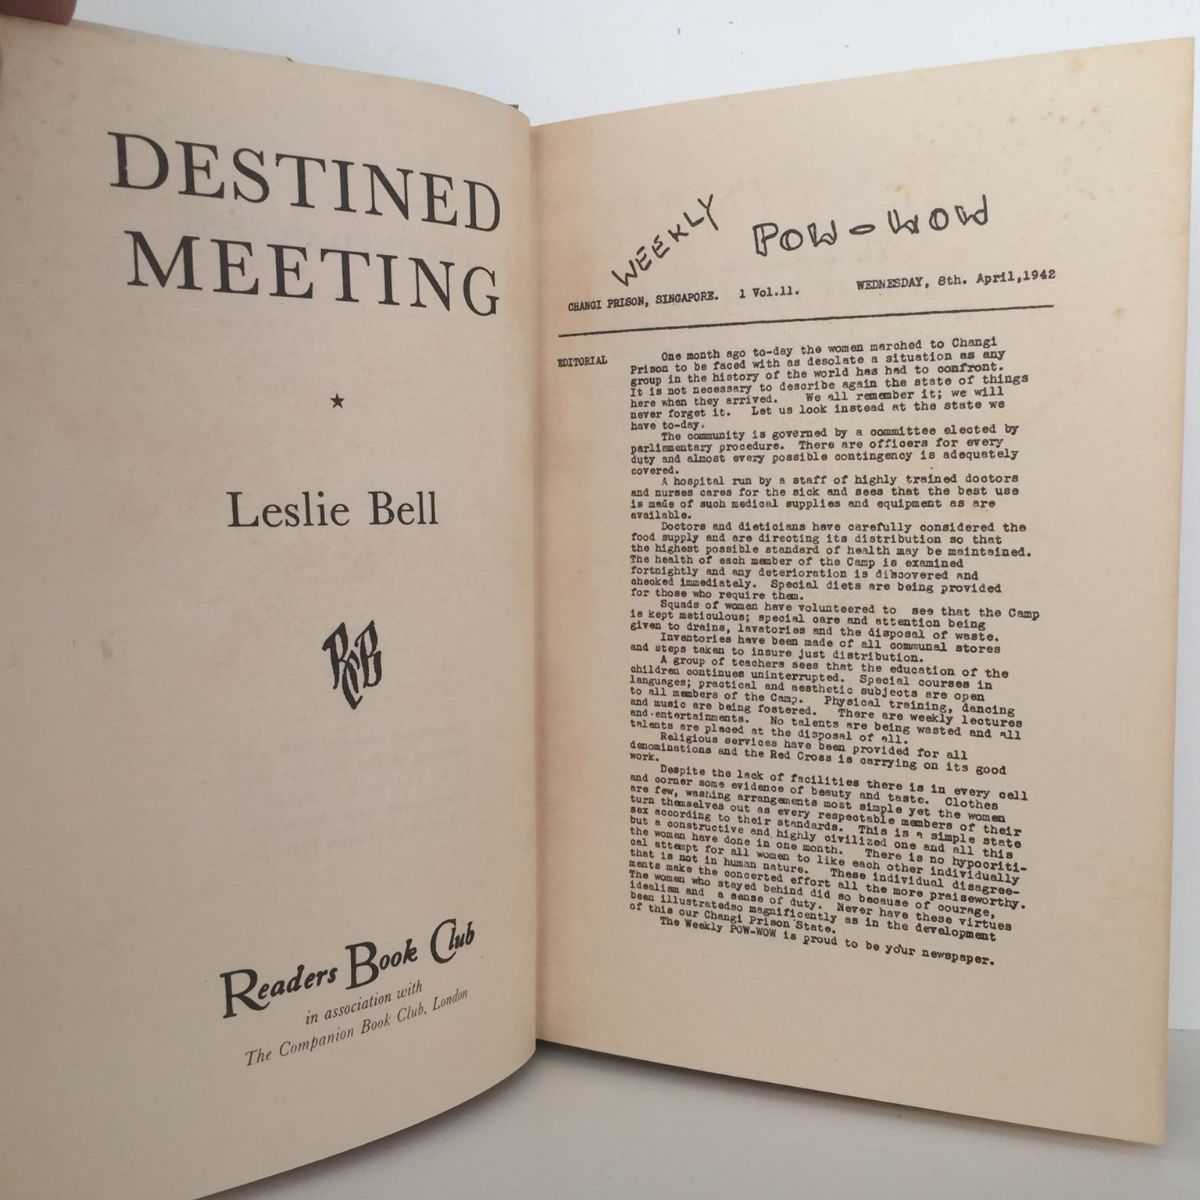 DESTINED
MEETING
★
Leslie Bell
RCB
Readers Book Club
in association with
The Companion Book Club, London
WEEKLY POW-WOW
CHANGI PRISON, SINGAPORE. 1 Vol.11. WEDNESDAY, 8th. April,1942
EDITORIAL One month ago to-day the women marched to Changi
Prison to be faced with as desolate a situation as any
group in the history of the world has had to confront.
It is not necessary to describe again the state of things
here when they arrived. We all remember it; we will
never forget it. Let us look instead at the state we
have to-day.
The community is governed by a committee elected by
parliamentary procedure. There are officers for every
duty and almost every possible contingency is adequately
covered.
A hospital run by a staff of highly trained doctors
and nurses cares for the sick and sees that the best use
is made of such medical supplies and equipment as are
available.
Doctors and dieticians have carefully considered the
food supply and are directing its distribution so that
the highest possible standard of health may be maintained.
The health of each member of the Camp is examined
fortnightly and any deterioration is discovered and
checked immediately. Special diets are being provided
for those who require them.
Squads of women have volunteered to see that the Camp
is kept meticulous; special care and attention being
given to drains, lavatories and the disposal of waste.
Inventories have been made of all communal stores
and steps taken to insure just distribution.
A group of teachers sees that the education of the
children continues uninterrupted. Special courses in
languages; practical and aesthetic subjects are open
to all members of the Camp. Physical training, dancing
and music are being fostered. There are weekly lectures
and entertainments. No talents are being wasted and all
talents are placed at the disposal of all.
Religious services have been provided for all
denominations and the Red Cross is carrying on its good
work.
Despite the lack of facilities there is in every cell
and corner some evidence of beauty and taste. Clothes
are few, washing arrangements most simple yet the women
turn themselves out as every respectable members of their
sex according to their standards. This is a simple state
but a constructive and highly civilized one and all this
the women have done in one month. There is no hypocriti-
cal attempt for all women to like each other individually
that is not in human nature. These individual disagree-
ments make the concerted effort all the more praiseworthy.
The women who stayed behind did so because of courage,
idealism and a sense of duty. Never have these virtues
been illustratedso magnificently as in the development
of this our Changi Prison State.
The Weekly POW-WOW is proud to be your newspaper.